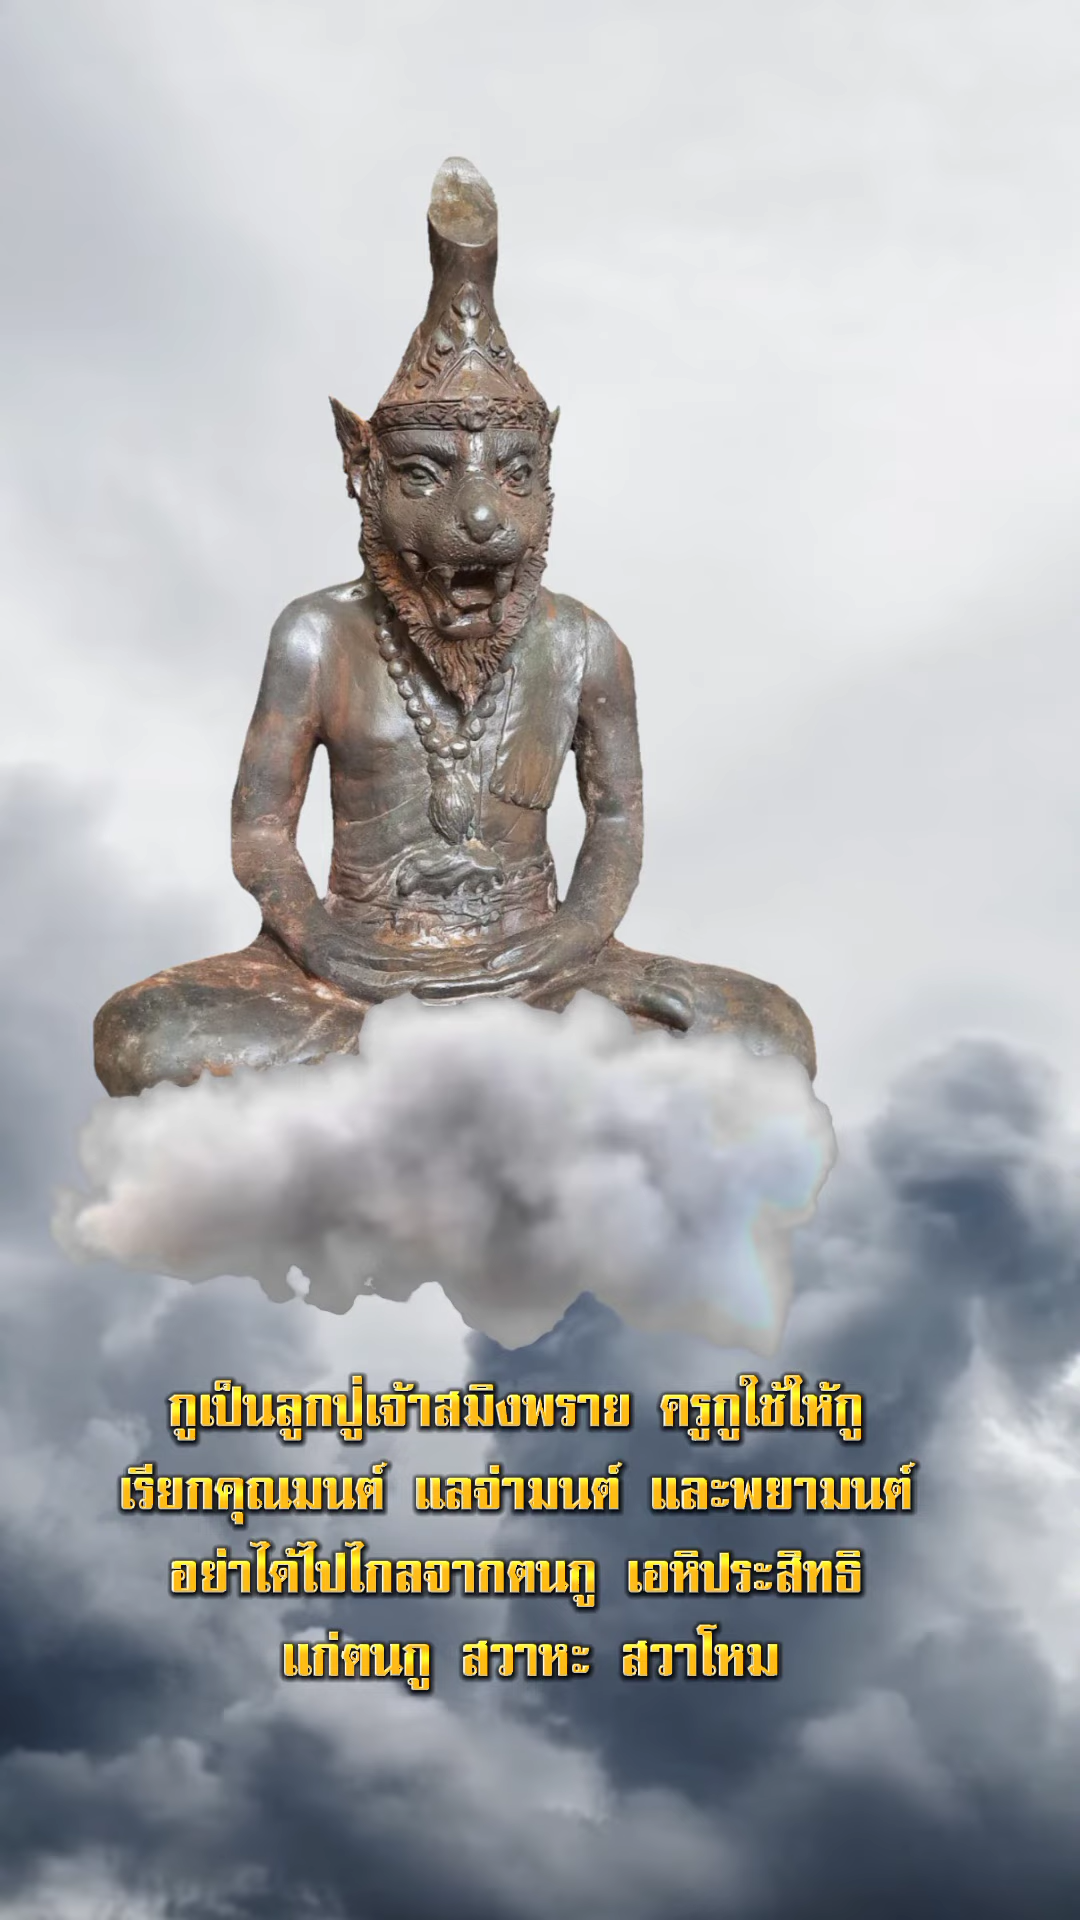 กูเป็นลูกปู่เจ้าสมิงพราย ครูกูใช้ให้กู
เรียกคุณมนต์ แลจ่ามนต์ และพยามนต์
อย่าได้ไปไกลจากตนกู เอหิประสิทธิ
แก่ตนกู สวาหะ สวาโหม